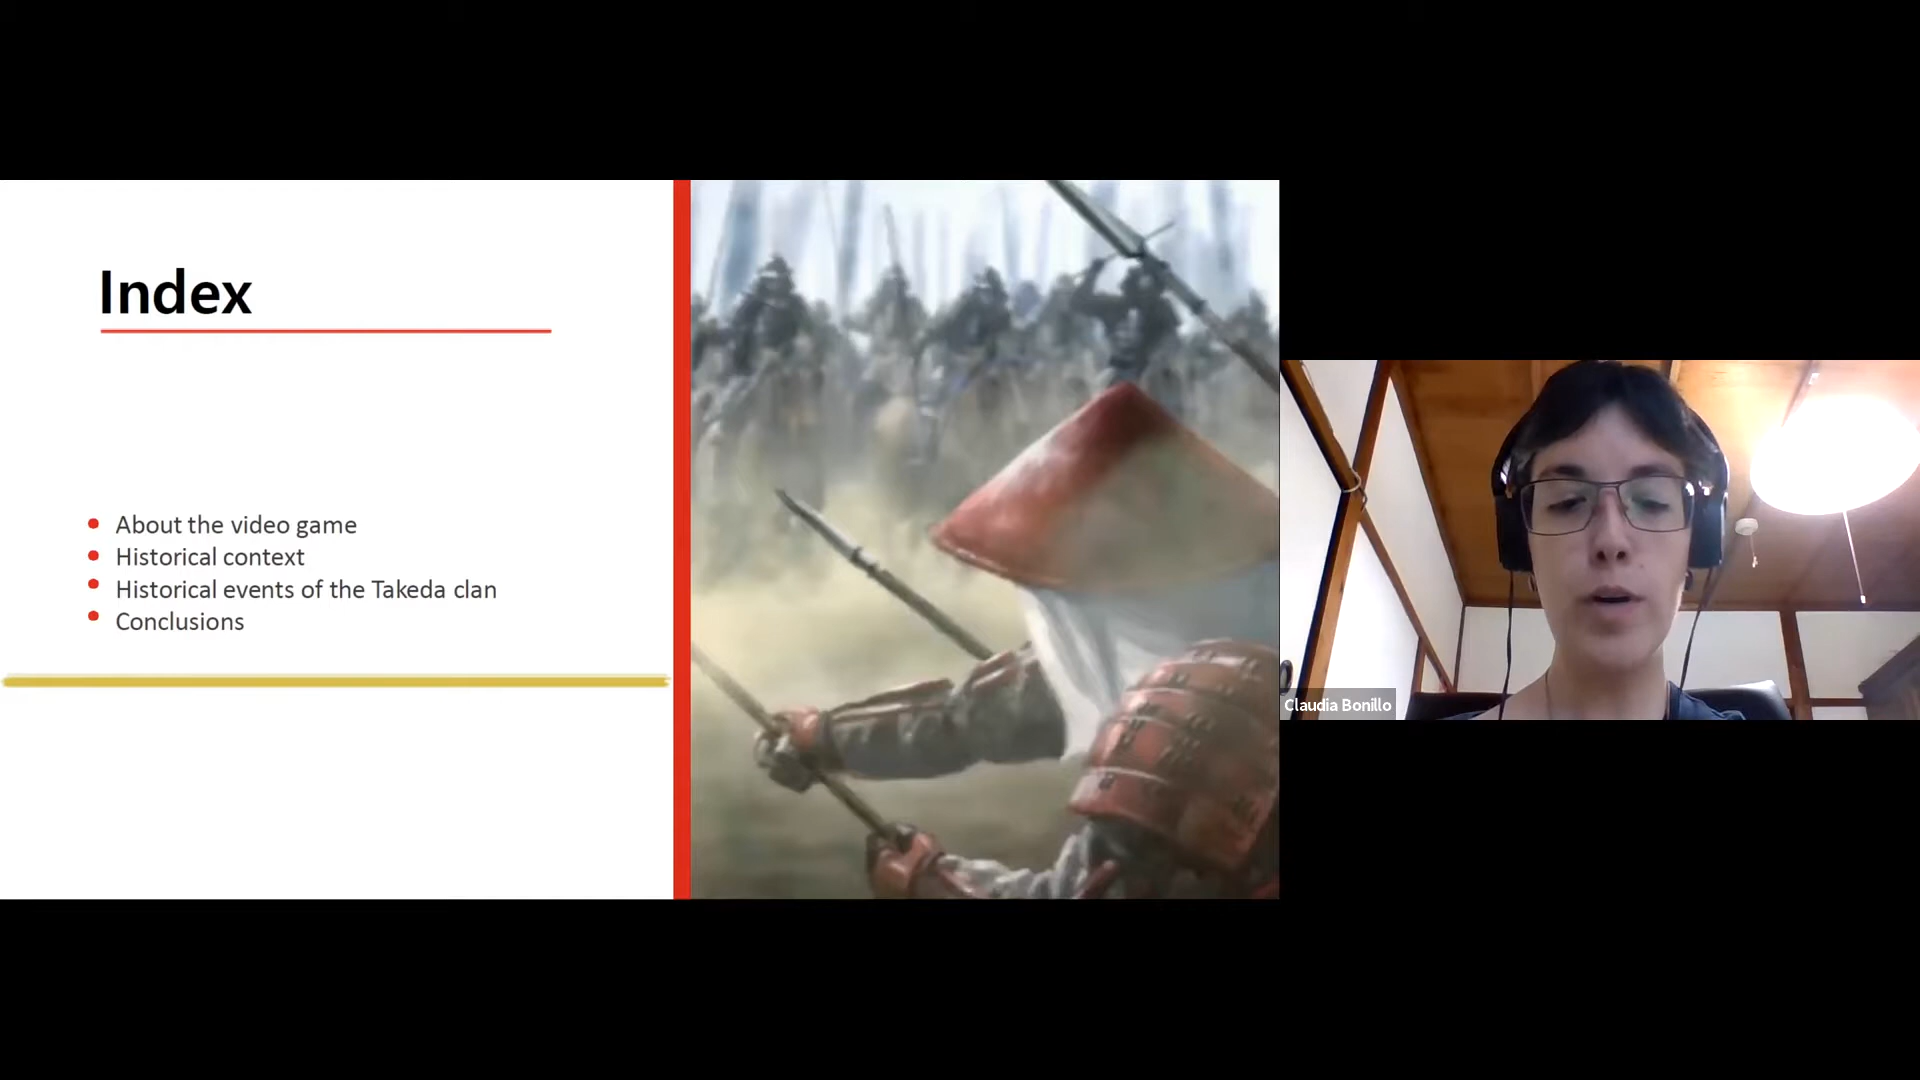 Index
About the video game
Historical context
Historical events of the Takeda clan
Conclusions
Claudia Bonillo